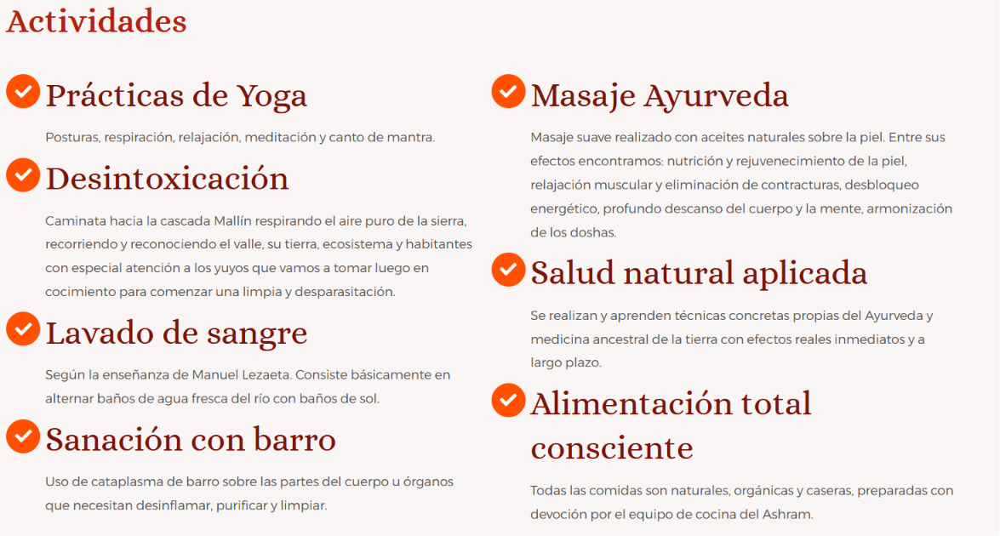 Actividades
Prácticas de Yoga
Posturas, respiración, relajación, meditación y canto de mantra.
Desintoxicación
Caminata hacia la cascada Mallín respirando el aire puro de la sierra,
recorriendo y reconociendo el valle, su tierra, ecosistema y habitantes
con especial atención a los yuyos que vamos a tomar luego en
cocimiento para comenzar una limpia y desparasitación.
Lavado de sangre
Según la enseñanza de Manuel Lezaeta. Consiste básicamente en
alternar baños de agua fresca del río con baños de sol.
Sanación con barro
Uso de cataplasma de barro sobre las partes del cuerpo u órganos
que necesitan desinflamar, purificar y limpiar.
Masaje Ayurveda
Masaje suave realizado con aceites naturales sobre la piel. Entre sus
efectos encontramos: nutrición y rejuvenecimiento de la piel,
relajación muscular y eliminación de contracturas, desbloqueo
energético, profundo descanso del cuerpo y la mente, armonización
de los doshas.
Salud natural aplicada
Se realizan y aprenden técnicas concretas propias del Ayurveda y
medicina ancestral de la tierra con efectos reales inmediatos y a
largo plazo.
Alimentación total
consciente
Todas las comidas son naturales, orgánicas y caseras, preparadas con
devoción por el equipo de cocina del Ashram.